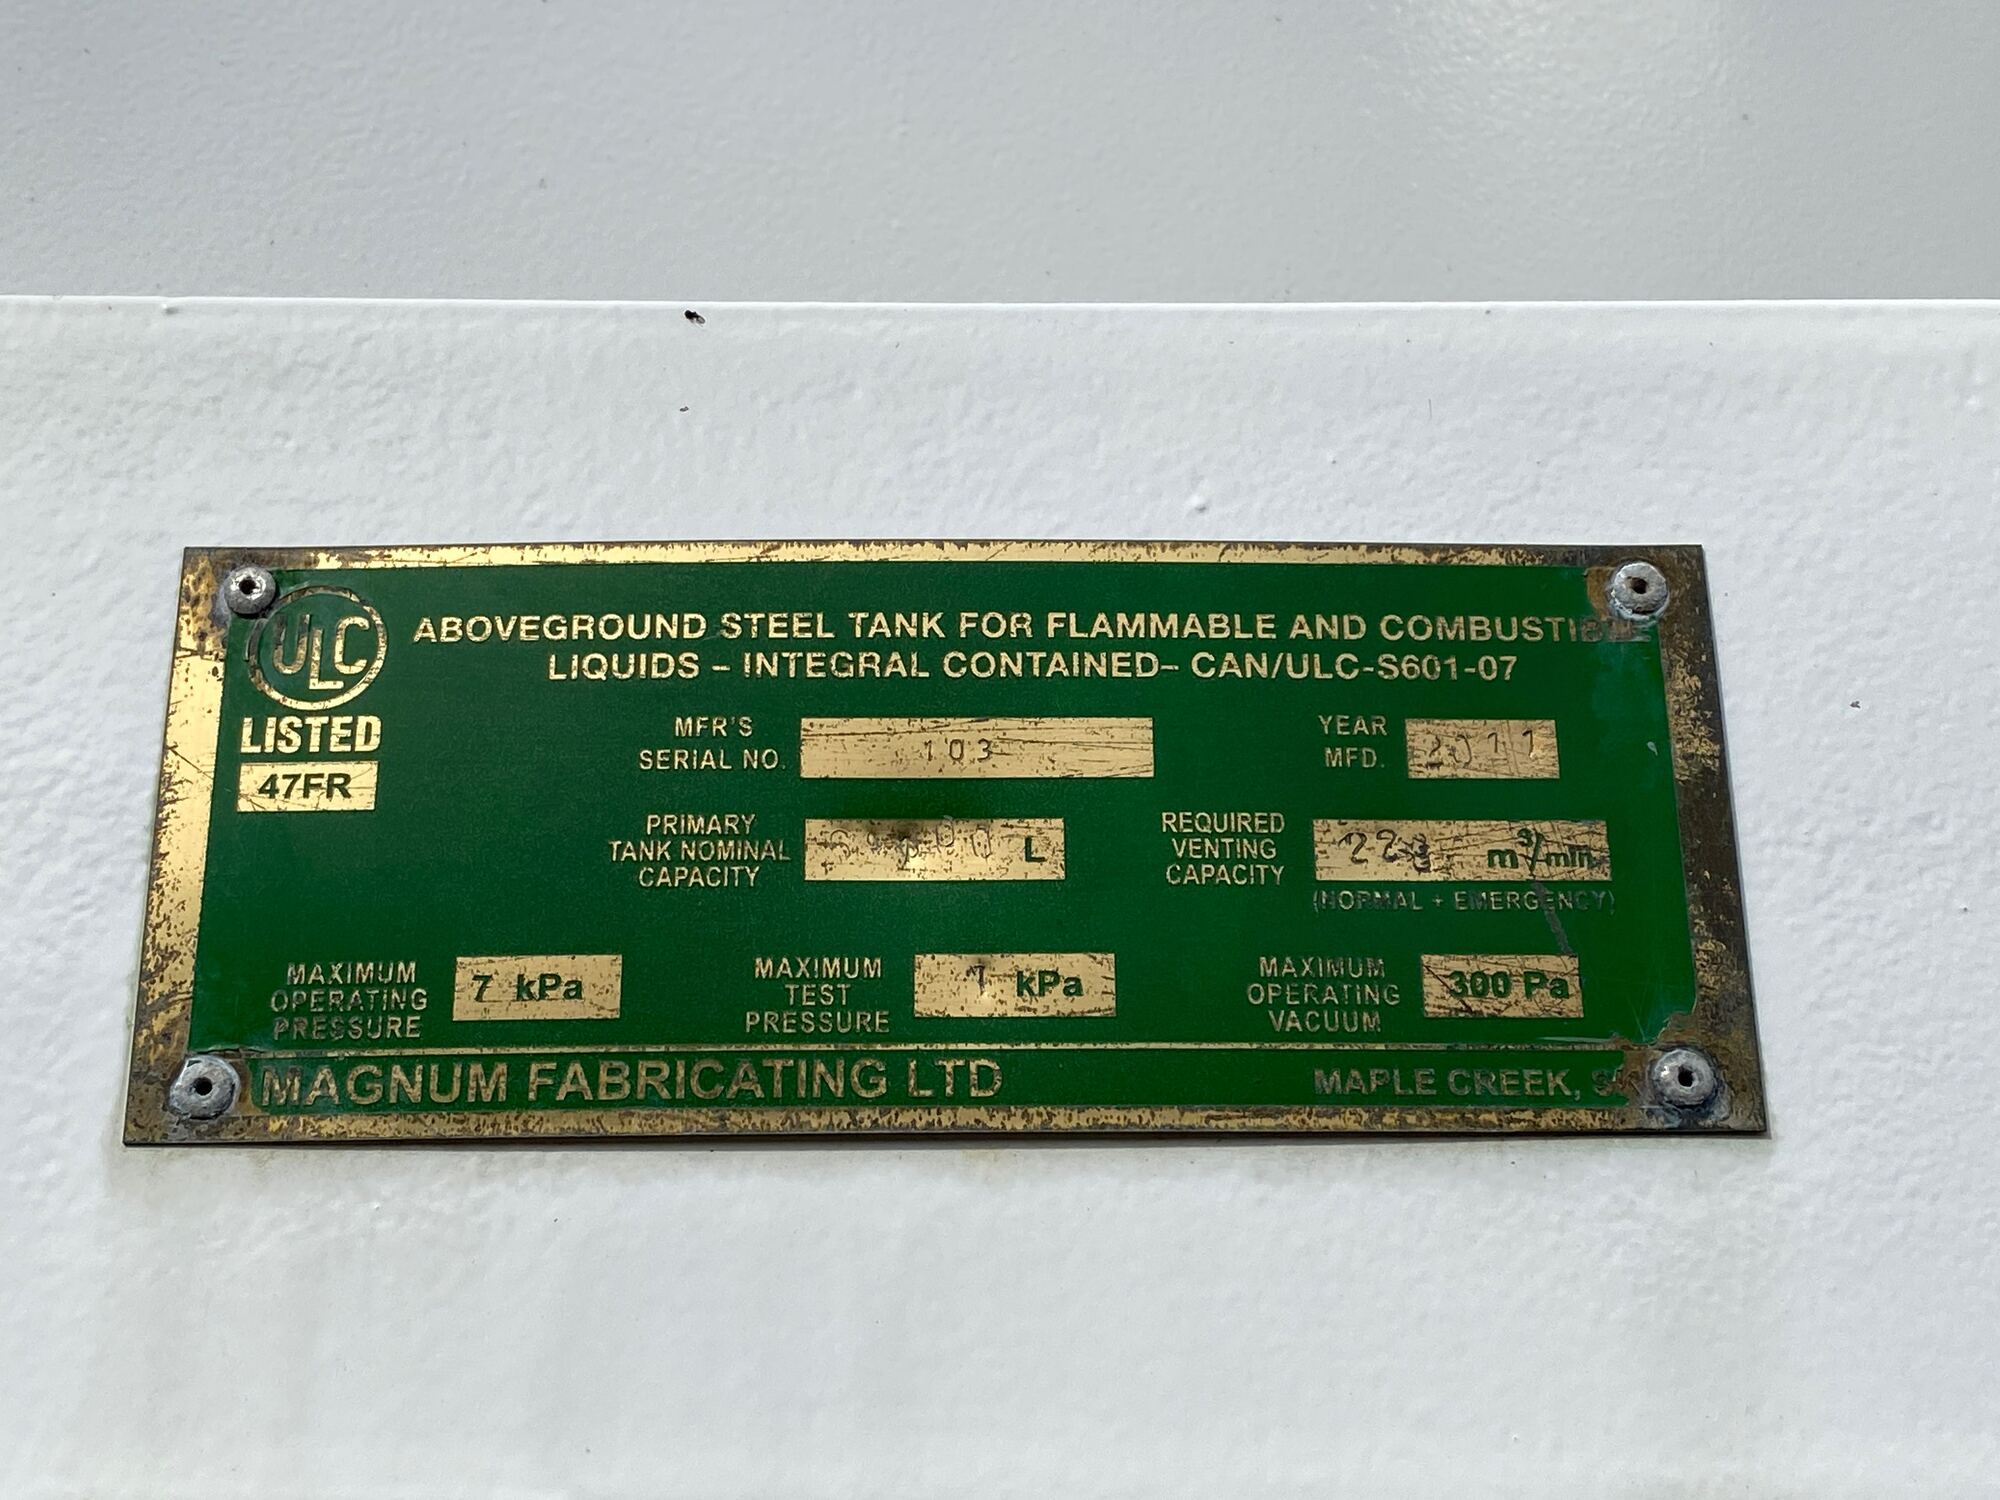 ULC
LISTED
47FR
ABOVEGROUND STEEL TANK FOR FLAMMABLE AND COMBUSTIBLE
LIQUIDS – INTEGRAL CONTAINED– CAN/ULC-S601-07
MFR'S
SERIAL NO.
103
YEAR
MFD.
2011
PRIMARY
TANK NOMINAL
CAPACITY
L
REQUIRED
VENTING
CAPACITY
m³/min.
(NORMAL + EMERGENCY)
MAXIMUM
OPERATING
PRESSURE
7 kPa
MAXIMUM
TEST
PRESSURE
kPa
MAXIMUM
OPERATING
VACUUM
300 Pa
MAGNUM FABRICATING LTD
MAPLE CREEK,